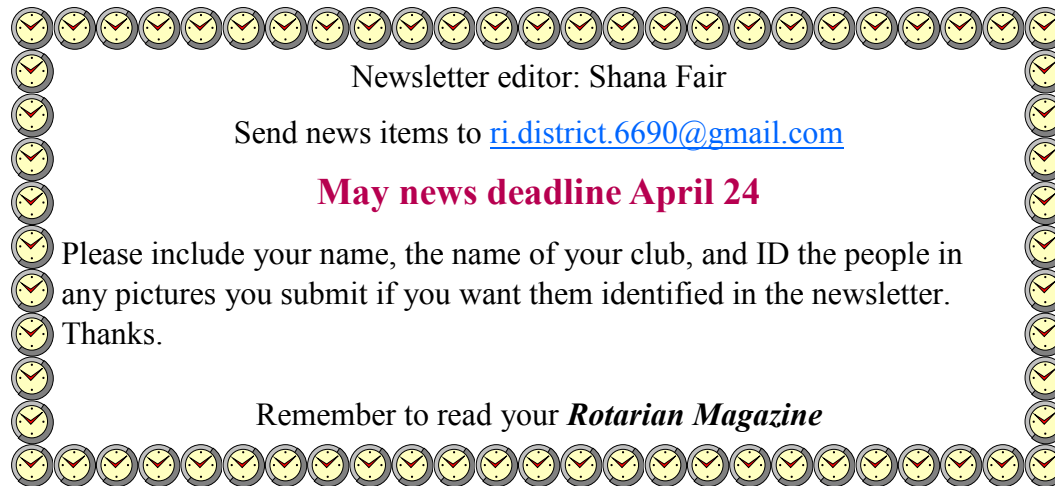 Newsletter editor: Shana Fair
Send news items to ri.district.6690@gmail.com
May news deadline April 24
Please include your name, the name of your club, and ID the people in
any pictures you submit if you want them identified in the newsletter.
Thanks.
Remember to read your Rotarian Magazine